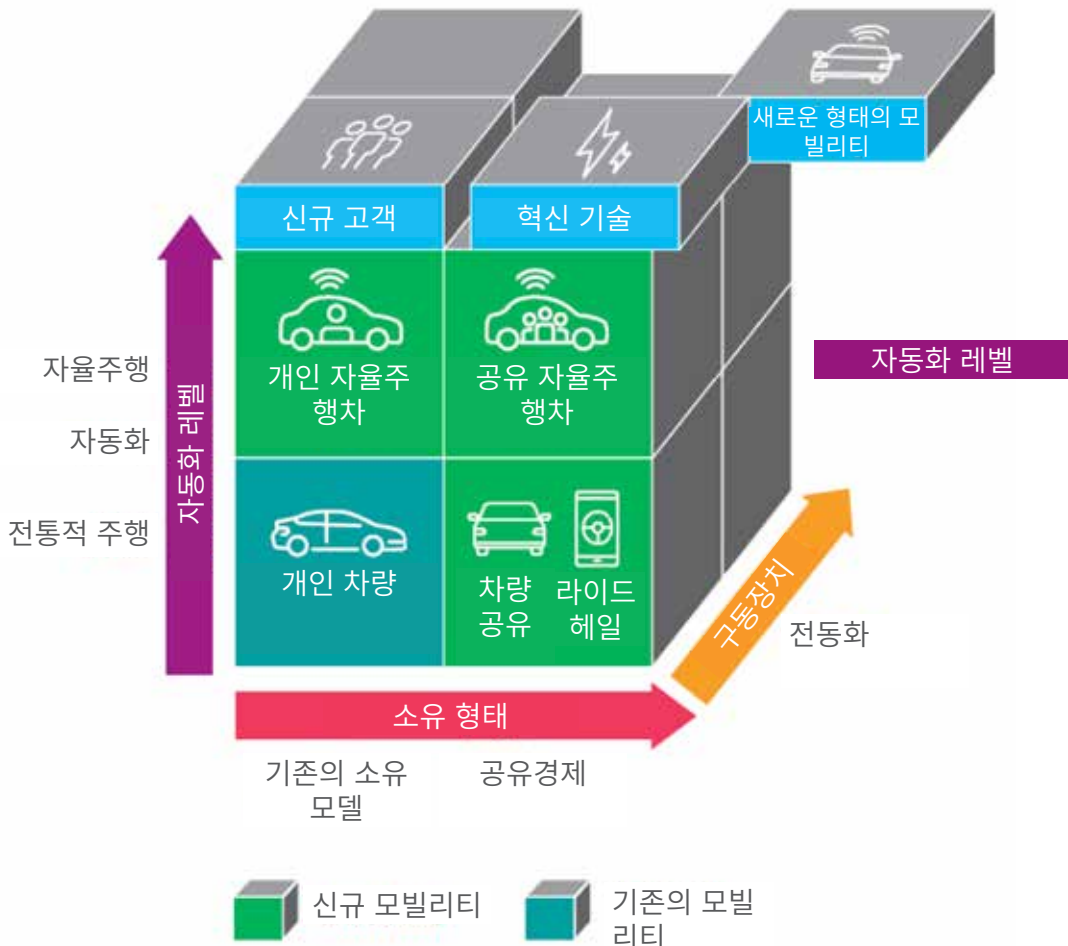 새로운 형태의 모
빌리티
신규 고객
혁신 기술
자동화 레벨
자율주행
자동화
전통적 주행
개인 자율주
행차
공유 자율주
행차
자동화 레벨
개인 차량
차량
공유
라이드
헤일
구동장치
전동화
소유 형태
기존의 소유
모델
공유경제
신규 모빌리티
기존의 모빌
리티